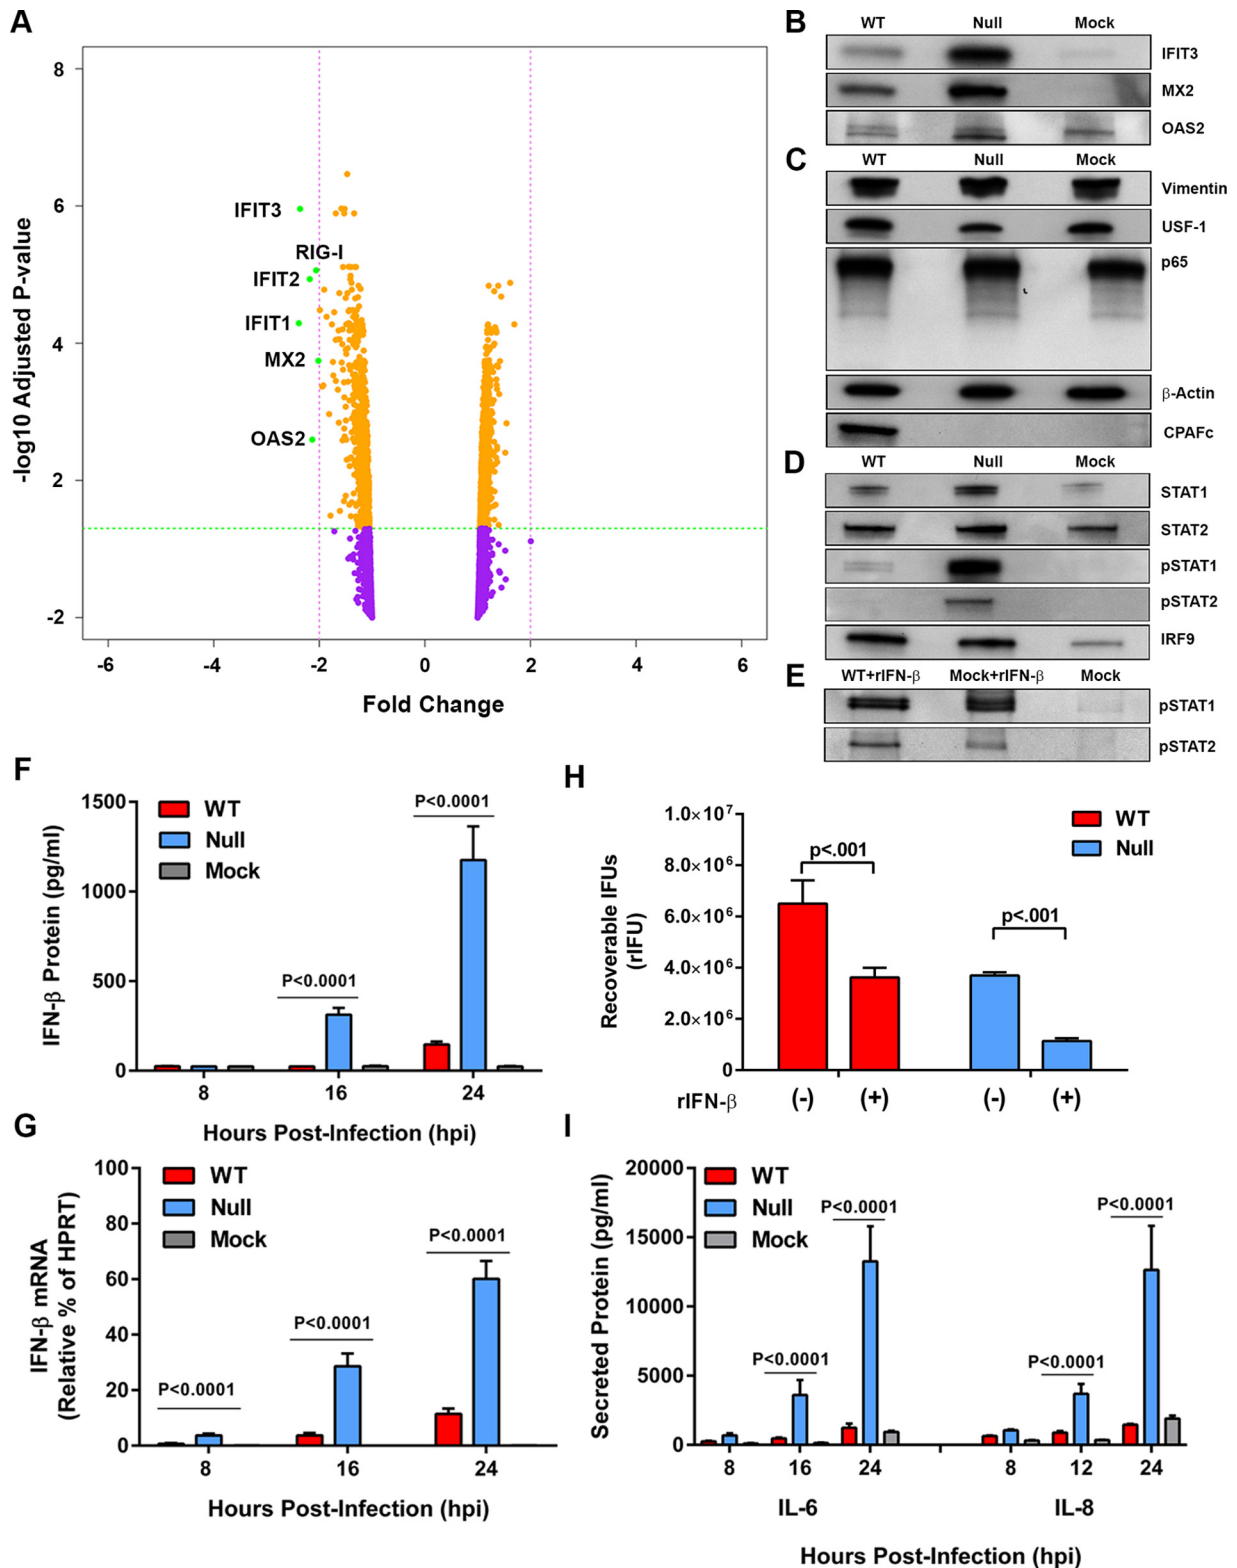 A
8
6
4
2
-2
-log10 Adjusted P-value
IFIT3
RIG-I
IFIT2
IFIT1
MX2
OAS2
-6
-4
-2
0
2
4
6
Fold Change
B
WT
Null
Mock
IFIT3
MX2
OAS2
C
WT
Null
Mock
Vimentin
USF-1
p65
β-Actin
CPAFc
D
WT
Null
Mock
STAT1
STAT2
pSTAT1
pSTAT2
IRF9
E
WT+rIFN-β
Mock+rIFN-β
Mock
pSTAT1
pSTAT2
F
IFN-β Protein (pg/ml)
1500
1000
500
0
WT
Null
Mock
P<0.0001
P<0.0001
8
16
24
Hours Post-Infection (hpi)
G
IFN-β mRNA
(Relative % of HPRT)
100
80
60
40
20
0
WT
Null
Mock
P<0.0001
P<0.0001
P<0.0001
8
16
24
Hours Post-Infection (hpi)
H
Recoverable IFUs
(rIFU)
1.0×10⁷
8.0×10⁶
6.0×10⁶
4.0×10⁶
2.0×10⁶
0
WT
Null
p<.001
p<.001
rIFN-β
(-)
(+)
(-)
(+)
I
Secreted Protein (pg/ml)
20000
15000
10000
5000
0
WT
Null
Mock
P<0.0001
P<0.0001
P<0.0001
P<0.0001
8
16
24
8
12
24
IL-6
IL-8
Hours Post-Infection (hpi)